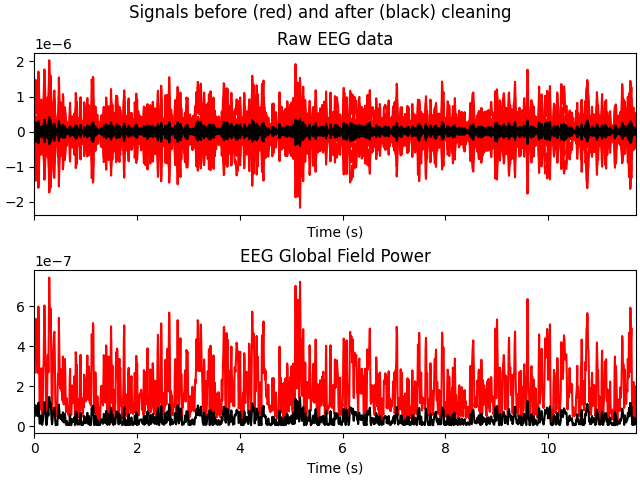 Signals before (red) and after (black) cleaning
Raw EEG data
1e−6
2
1
0
−1
−2
Time (s)
EEG Global Field Power
1e−7
6
4
2
0
0 2 4 6 8 10
Time (s)